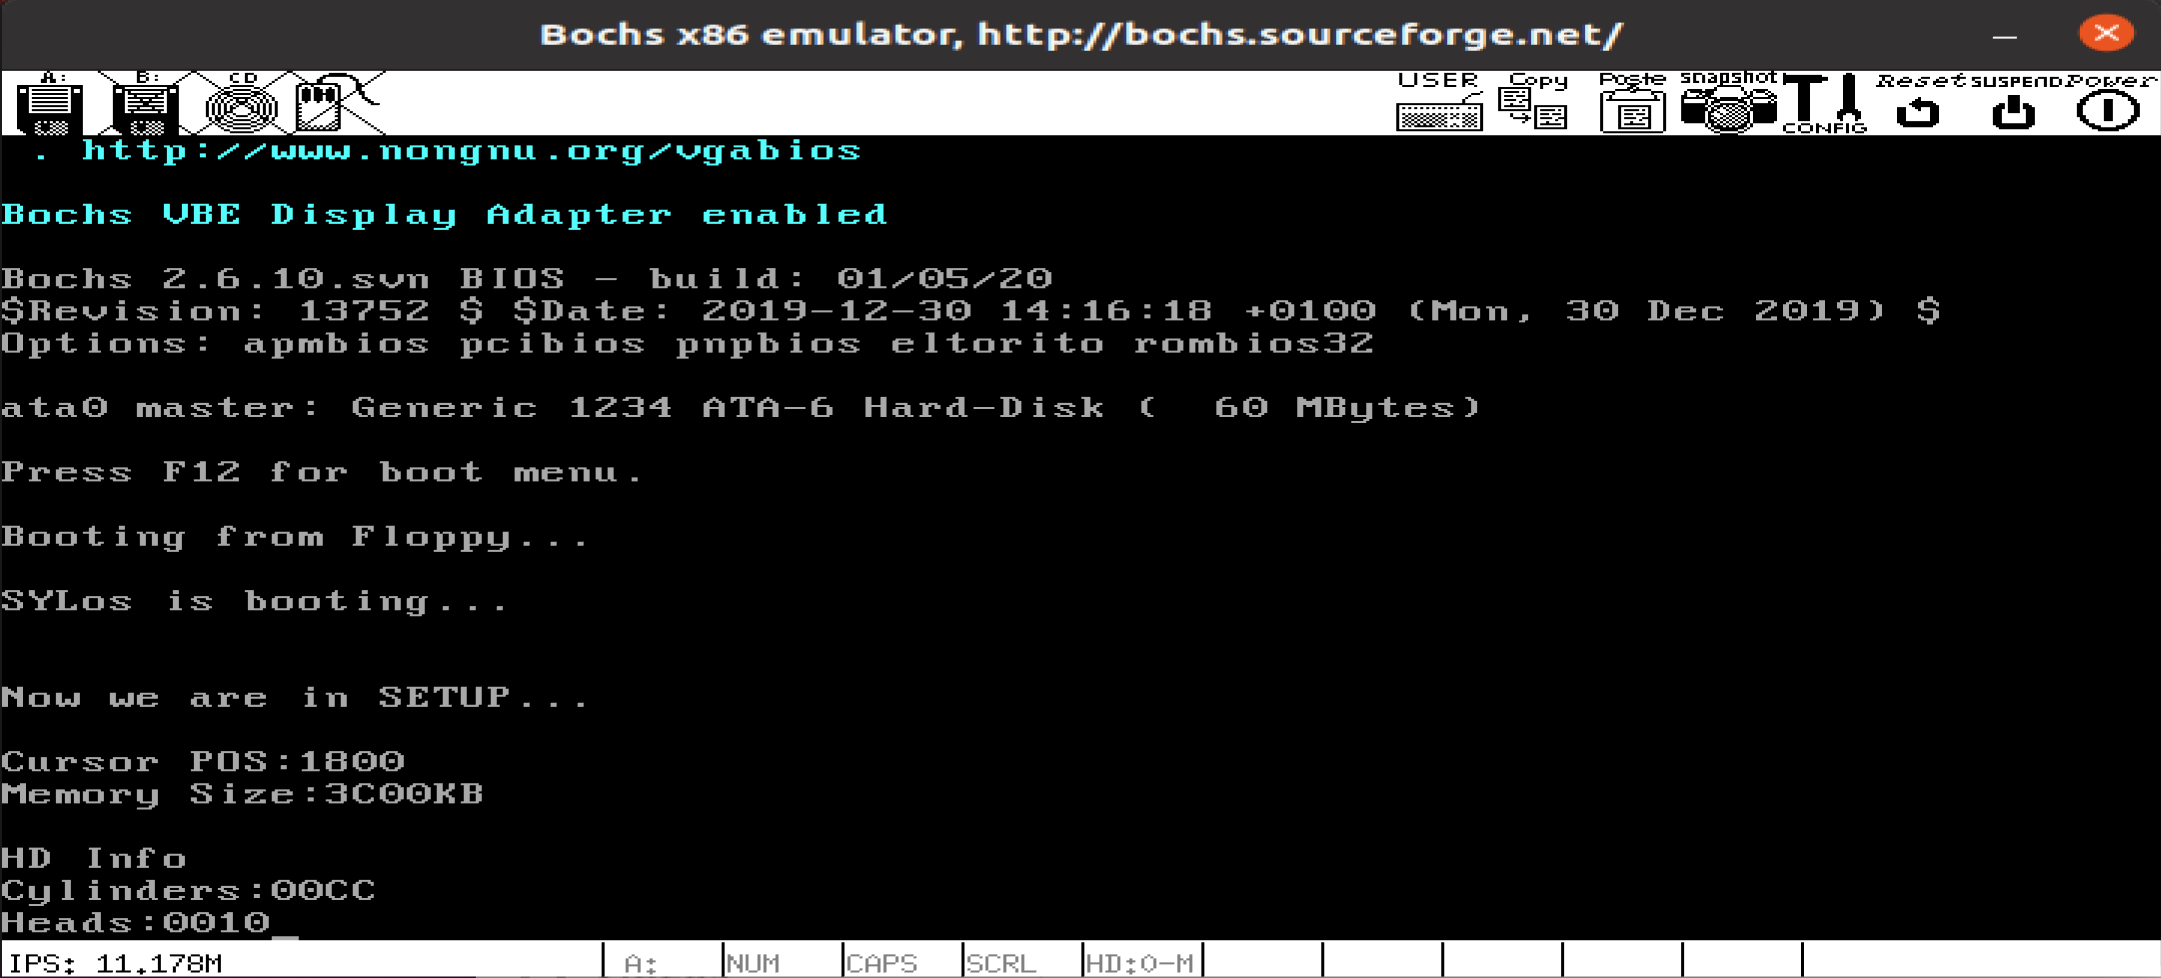 Bochs x86 emulator, http://bochs.sourceforge.net/
A: B: CD USER Copy Paste snapshot CONFIG Reset SUSPEND Power
. http://www.nongnu.org/vgabios
Bochs VBE Display Adapter enabled
Bochs 2.6.10.svn BIOS - build: 01/05/20
$Revision: 13752 $ $Date: 2019-12-30 14:16:18 +0100 (Mon, 30 Dec 2019) $
Options: apmbios pcibios pnpbios eltorito rombios32
ata0 master: Generic 1234 ATA-6 Hard-Disk (  60 MBytes)
Press F12 for boot menu.
Booting from Floppy...
SYLos is booting...
Now we are in SETUP...
Cursor POS:1800
Memory Size:3C00KB
HD Info
Cylinders:00CC
Heads:0010_
IPS: 11.178M A: NUM CAPS SCRL HD:0-M